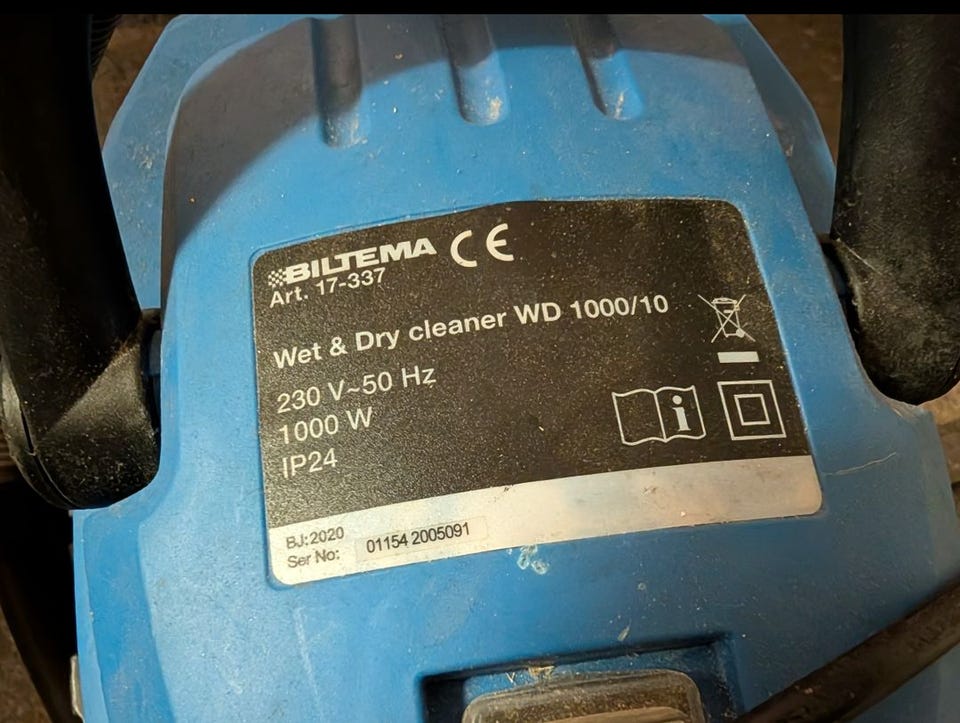 BILTEMA CE
Art. 17-337
Wet & Dry cleaner WD 1000/10
230 V~50 Hz
1000 W
IP24
i
BJ:2020
Ser No: 01154 2005091